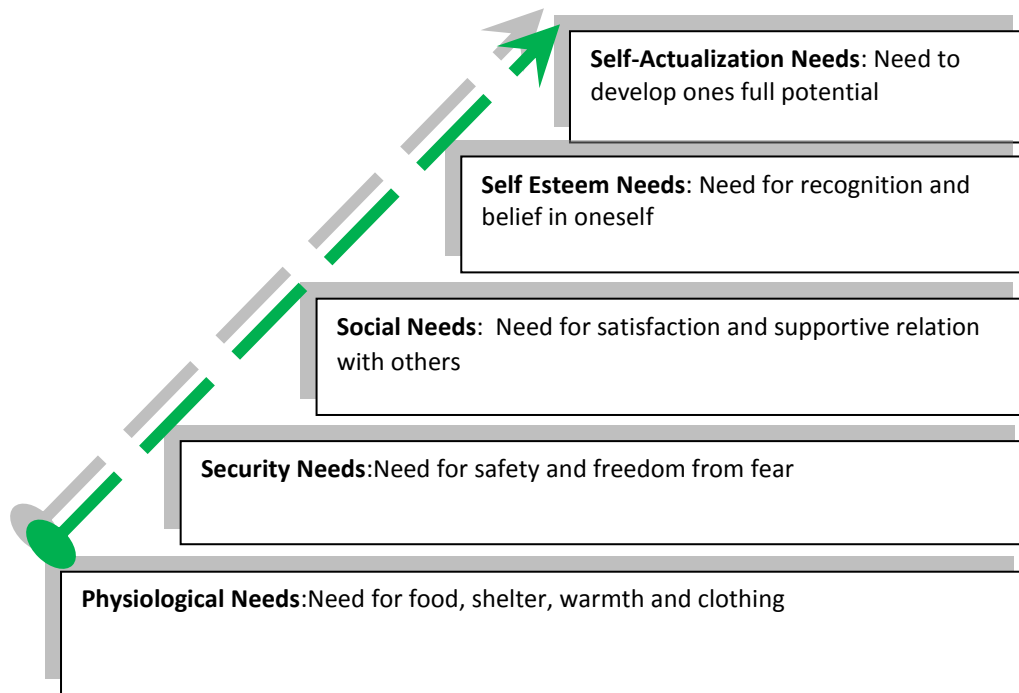 Self-Actualization Needs: Need to
develop ones full potential
Self Esteem Needs: Need for recognition and
belief in oneself
Social Needs:  Need for satisfaction and supportive relation
with others
Security Needs:Need for safety and freedom from fear
Physiological Needs:Need for food, shelter, warmth and clothing